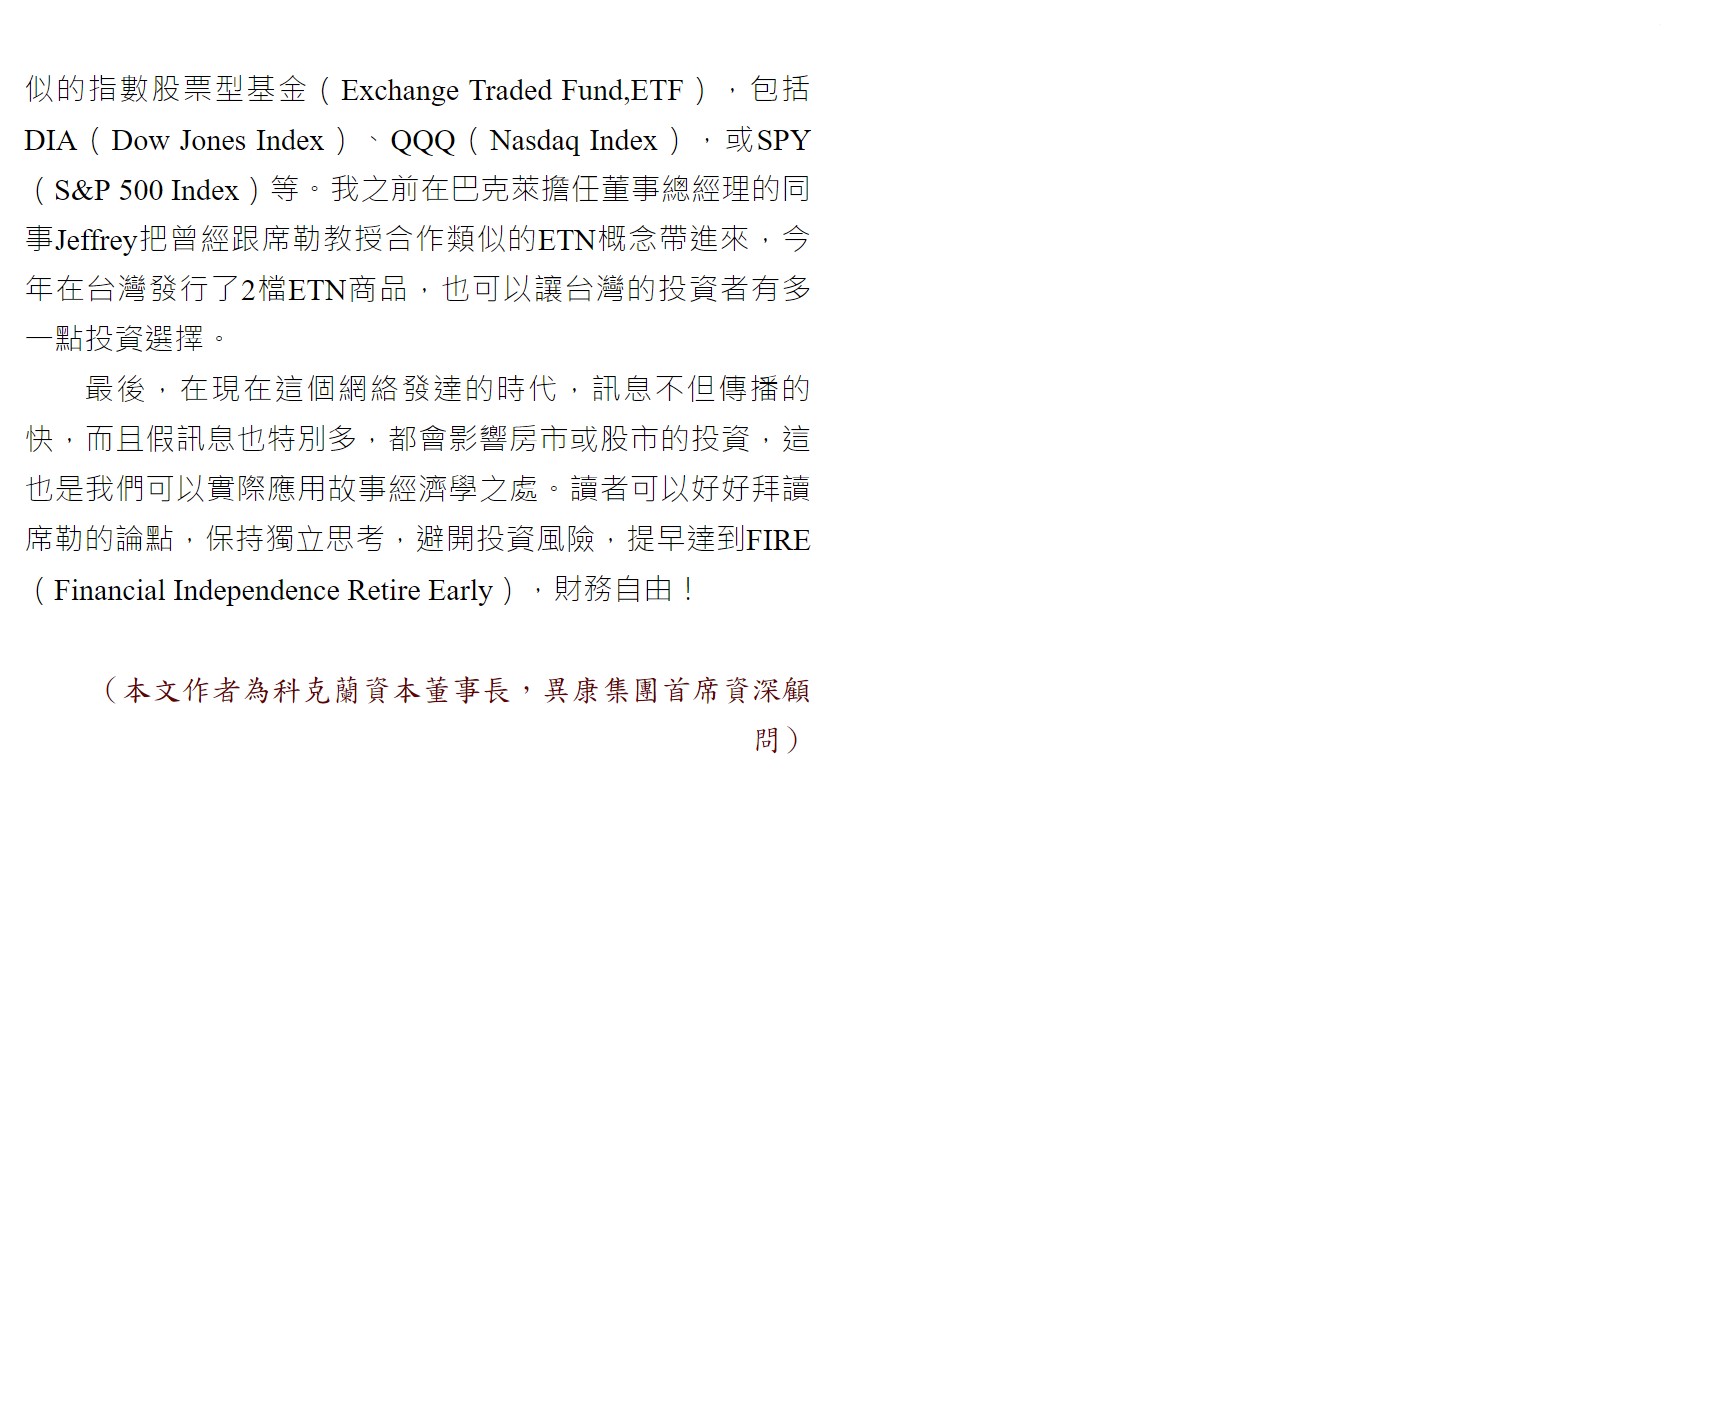 似的指數股票型基金（Exchange Traded Fund,ETF），包括
DIA（Dow Jones Index）、QQQ（Nasdaq Index），或SPY
（S&P 500 Index）等。我之前在巴克萊擔任董事總經理的同
事Jeffrey把曾經跟席勒教授合作類似的ETN概念帶進來，今
年在台灣發行了2檔ETN商品，也可以讓台灣的投資者有多
一點投資選擇。
最後，在現在這個網絡發達的時代，訊息不但傳播的
快，而且假訊息也特別多，都會影響房市或股市的投資，這
也是我們可以實際應用故事經濟學之處。讀者可以好好拜讀
席勒的論點，保持獨立思考，避開投資風險，提早達到FIRE
（Financial Independence Retire Early），財務自由！
（本文作者為科克蘭資本董事長，異康集團首席資深顧
問）